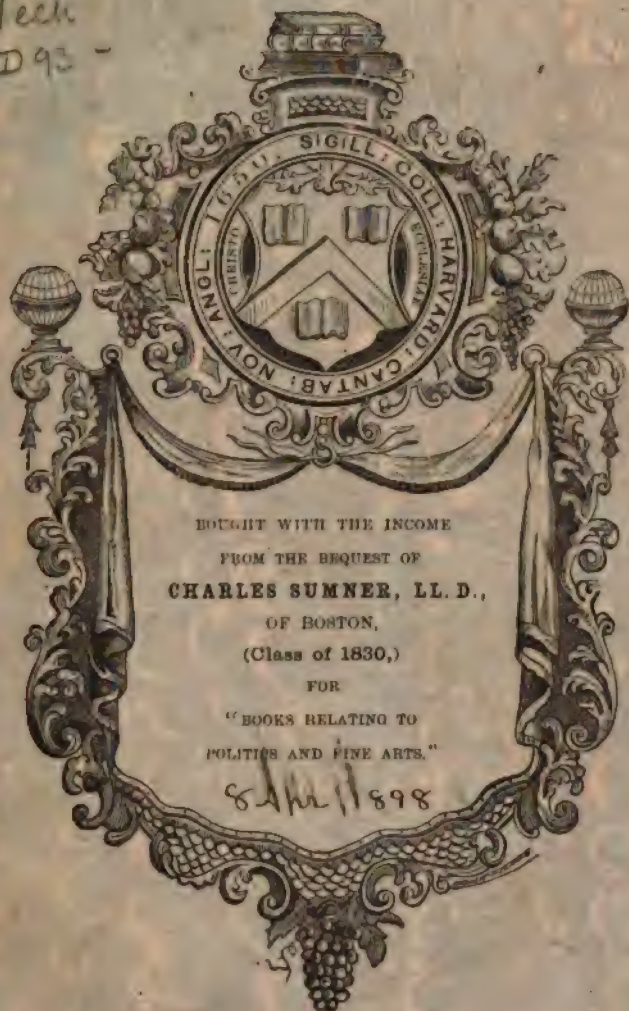 Tech
D 93 -
SIGILL : COLL : HARVARD : CANTAB : NOV : ANGL : 1650.
CHRISTO
ECCLESIAE
BOUGHT WITH THE INCOME
FROM THE BEQUEST OF
CHARLES SUMNER, LL. D.,
OF BOSTON,
(Class of 1830,)
FOR
"BOOKS RELATING TO
POLITICS AND FINE ARTS."
8 Apr 1898